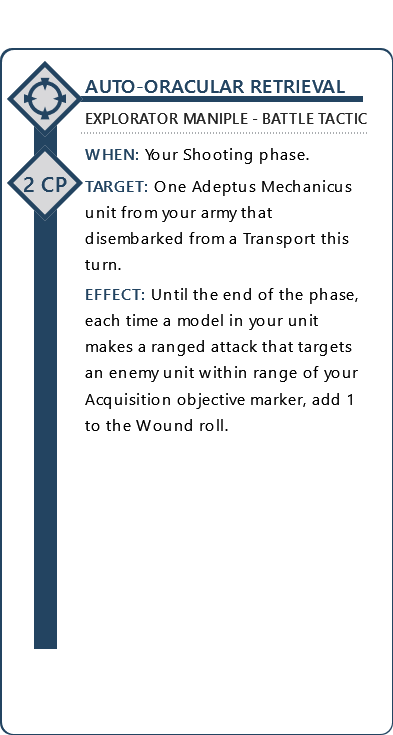 AUTO-ORACULAR RETRIEVAL
EXPLORATOR MANIPLE - BATTLE TACTIC
WHEN: Your Shooting phase.
2 CP
TARGET: One Adeptus Mechanicus
unit from your army that
disembarked from a Transport this
turn.
EFFECT: Until the end of the phase,
each time a model in your unit
makes a ranged attack that targets
an enemy unit within range of your
Acquisition objective marker, add 1
to the Wound roll.